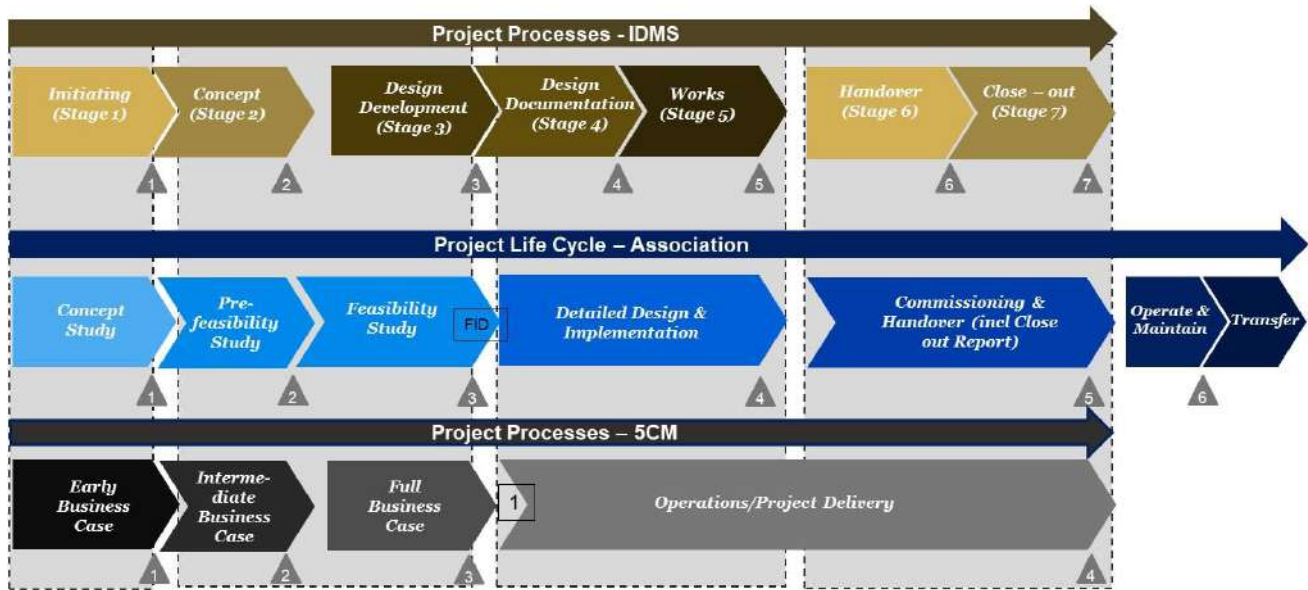 Project Processes - IDMS
Initiating
(Stage 1)
Concept
(Stage 2)
Design
Development
(Stage 3)
Design
Documentation
(Stage 4)
Works
(Stage 5)
Handover
(Stage 6)
Close – out
(Stage 7)
1
2
3
4
5
6
7
Project Life Cycle – Association
Concept
Study
Pre-
feasibility
Study
Feasibility
Study
FID
Detailed Design &
Implementation
Commissioning &
Handover (incl Close
out Report)
Operate &
Maintain
Transfer
1
2
3
4
5
6
Project Processes – 5CM
Early
Business
Case
Interme-
diate
Business
Case
Full
Business
Case
1
Operations/Project Delivery
1
2
3
4